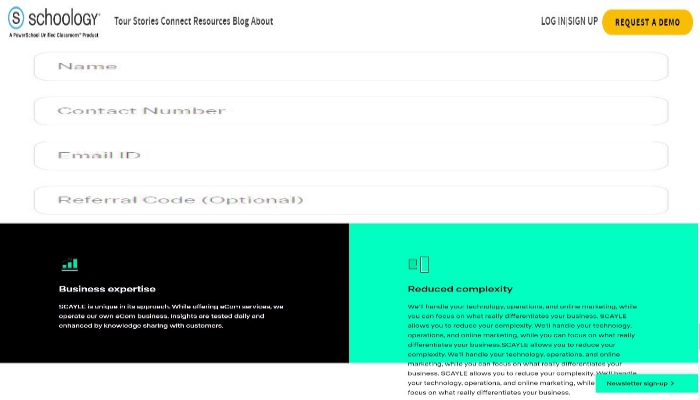 S schoology®
A PowerSchool Unified Classroom™ Product
Tour Stories Connect Resources Blog About
LOG IN|SIGN UP
REQUEST A DEMO
Name
Contact Number
Email ID
Referral Code (Optional)
Business expertise
SCAYLE is unique in its approach. While offering eCom services, we
operate our own eCom business. Insights are tested daily and
enhanced by knowledge sharing with customers.
Reduced complexity
We'll handle your technology, operations, and online marketing, while
you can focus on what really differentiates your business. SCAYLE
allows you to reduce your complexity. We'll handle your technology,
operations, and online marketing, while you can focus on what really
differentiates your business.SCAYLE allows you to reduce your
complexity. We'll handle your technology, operations, and online
marketing, while you can focus on what really differentiates your
business. SCAYLE allows you to reduce your complexity. We'll handle
your technology, operations, and online marketing, while
focus on what really differentiates your business.
Newsletter sign-up >